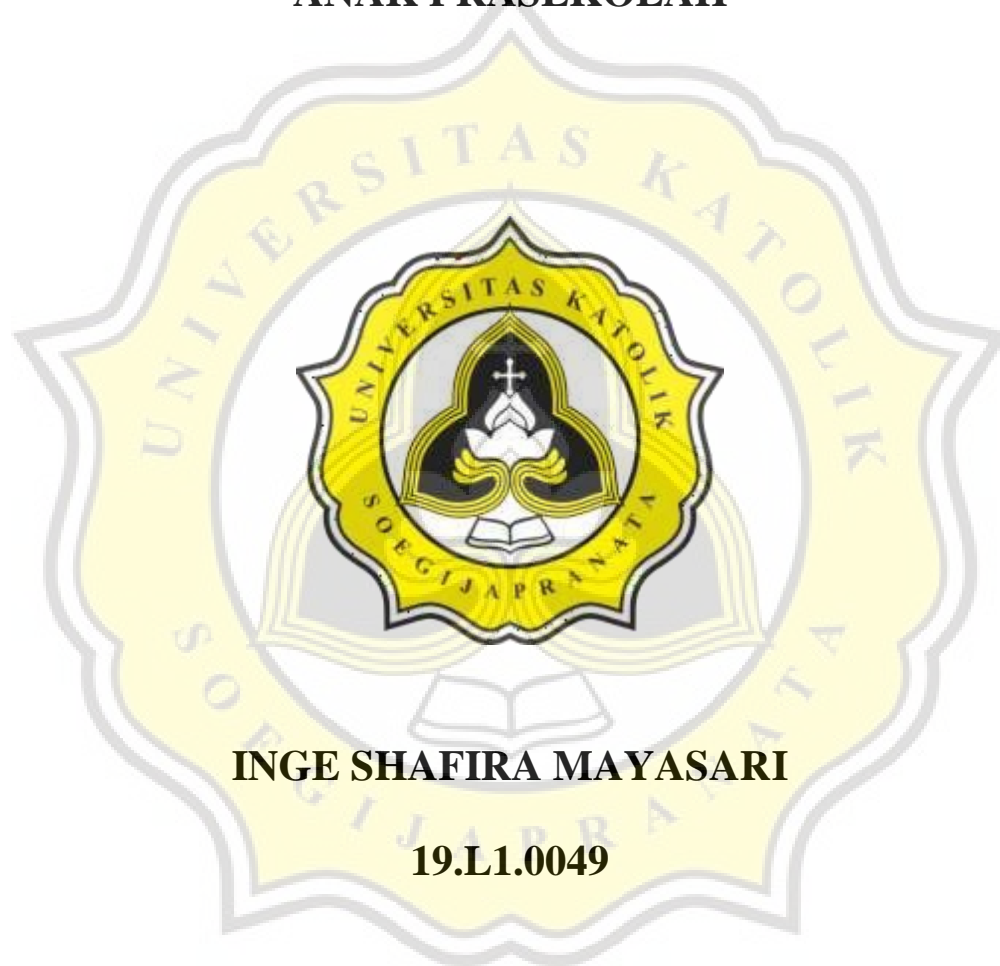 ANAK PRASEKOLAH
UNIVERSITAS KATOLIK
SOEGIJAPRANATA
UNIVERSITAS KATOLIK
SOEGIJAPRANATA
INGE SHAFIRA MAYASARI
19.L1.0049